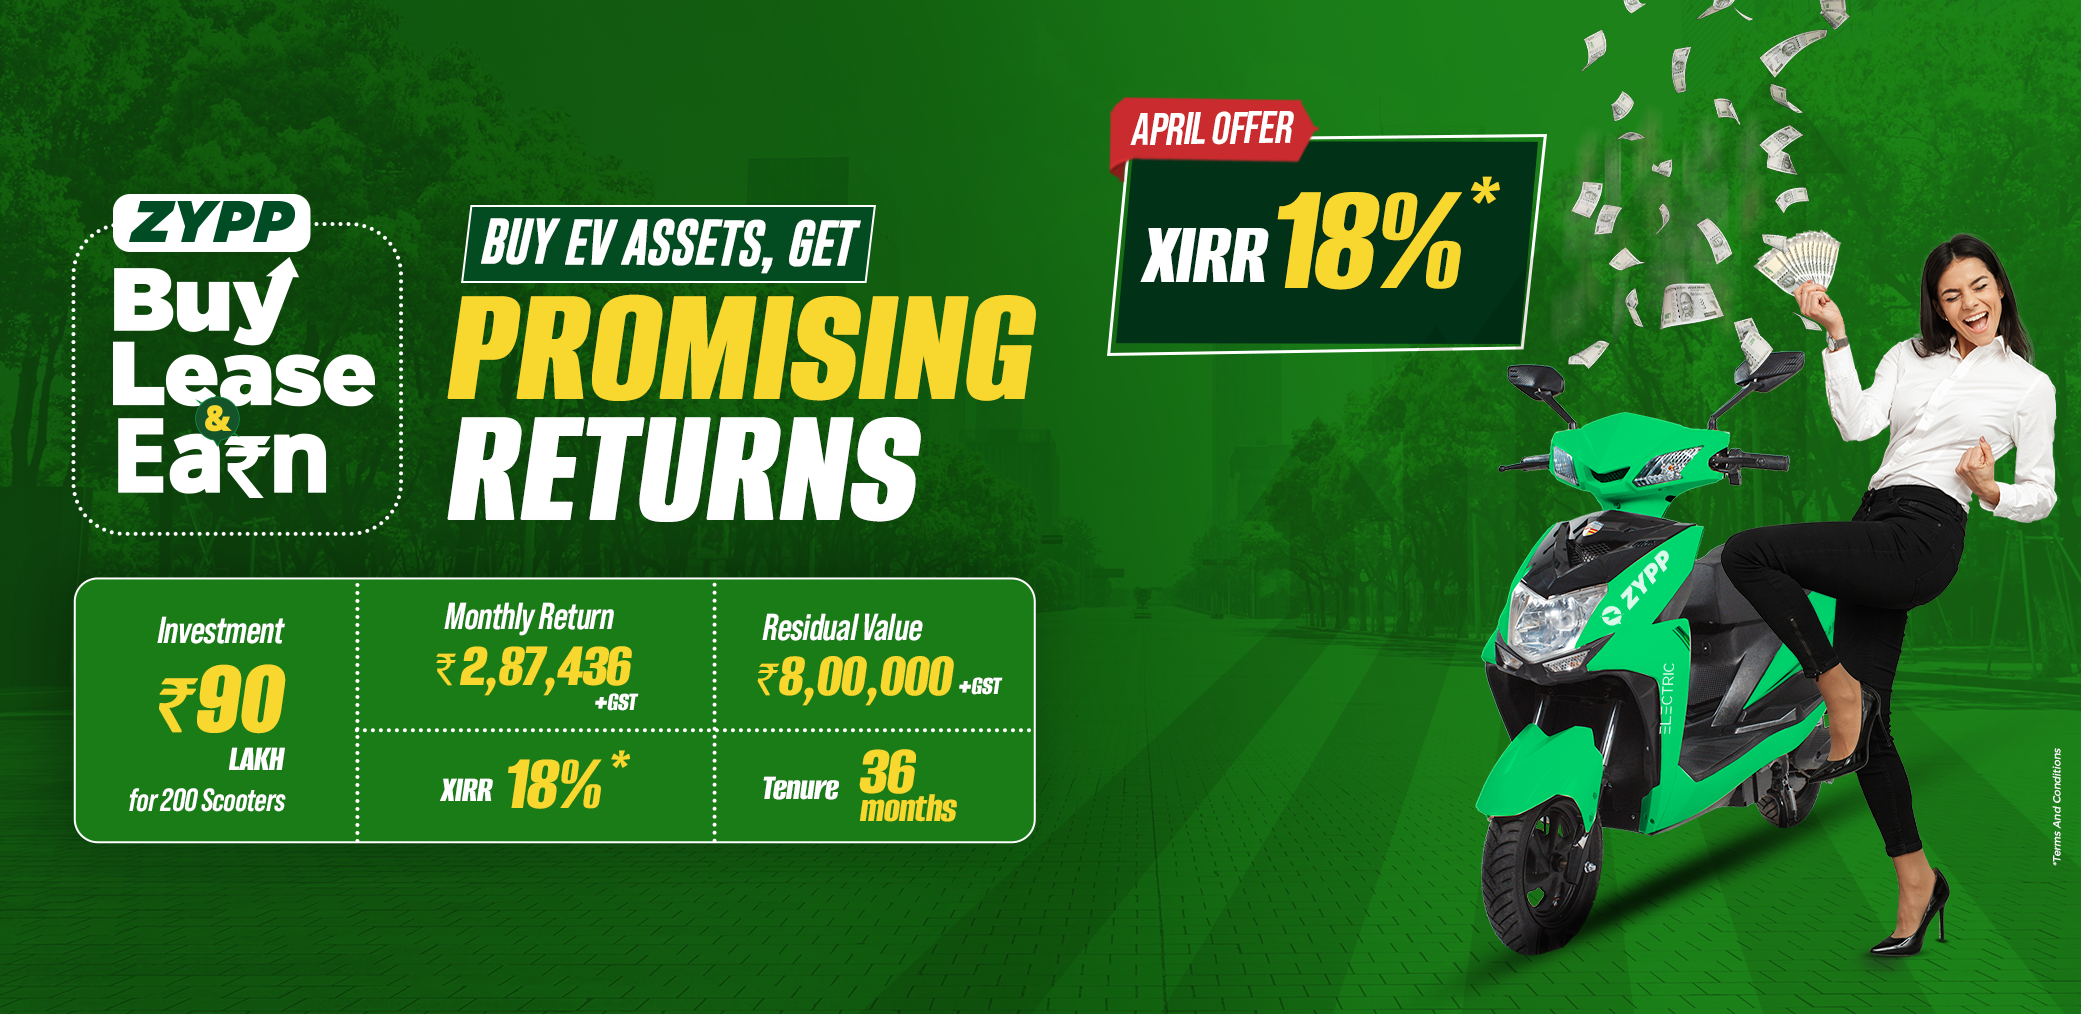 ZYPP
Buy
Lease
&
Ea₹n
BUY EV ASSETS, GET
PROMISING
RETURNS
APRIL OFFER
XIRR 18%*
Investment
₹90
LAKH
for 200 Scooters
Monthly Return
₹2,87,436
+GST
Residual Value
₹8,00,000 +GST
XIRR 18%*
Tenure 36
months
ZYPP
ELECTRIC
*Terms And Conditions